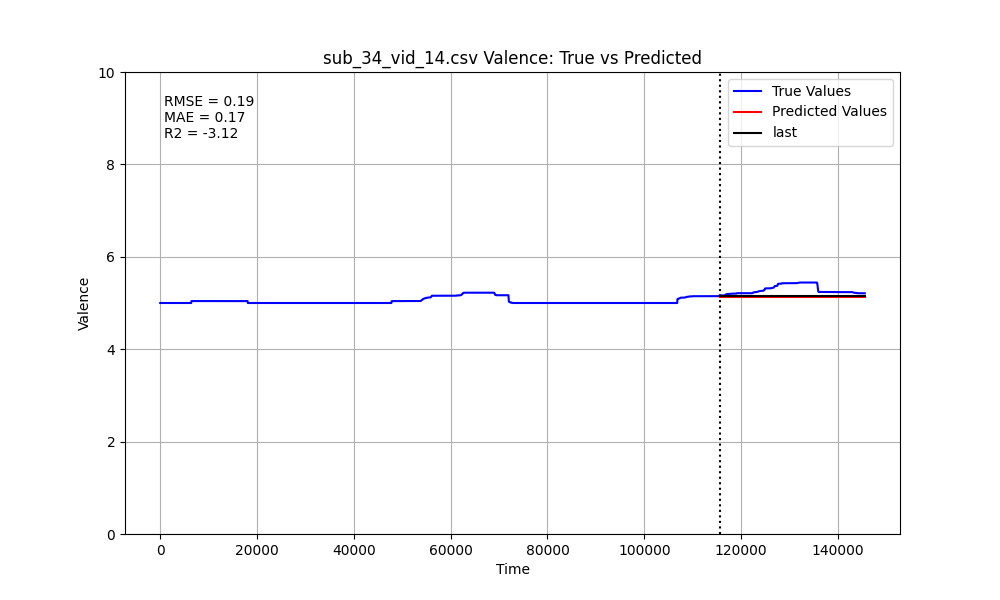 sub_34_vid_14.csv Valence: True vs Predicted
10
8
6
4
2
0
Valence
RMSE = 0.19
MAE = 0.17
R2 = -3.12
True Values
Predicted Values
last
0
20000
40000
60000
80000
100000
120000
140000
Time